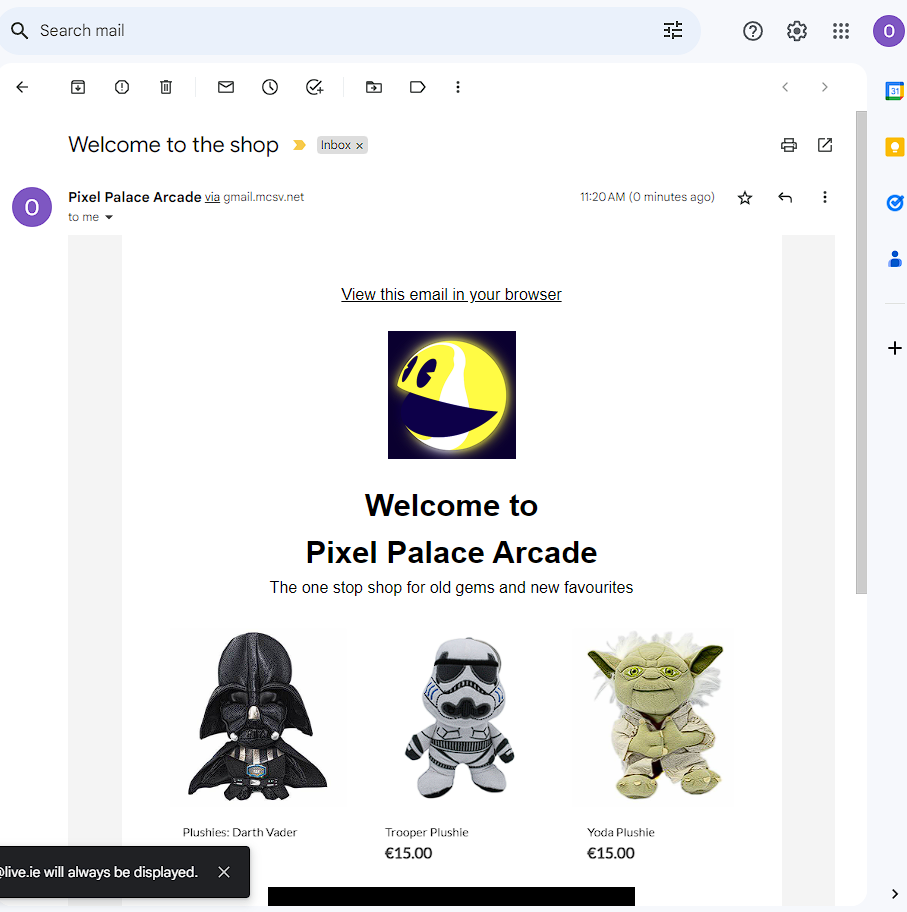 Search mail
O
31
Welcome to the shop
Inbox ×
O
Pixel Palace Arcade via gmail.mcsv.net
11:20 AM (0 minutes ago)
to me
View this email in your browser
Welcome to
Pixel Palace Arcade
The one stop shop for old gems and new favourites
Plushies: Darth Vader
Trooper Plushie
€15.00
Yoda Plushie
€15.00
@live.ie will always be displayed.